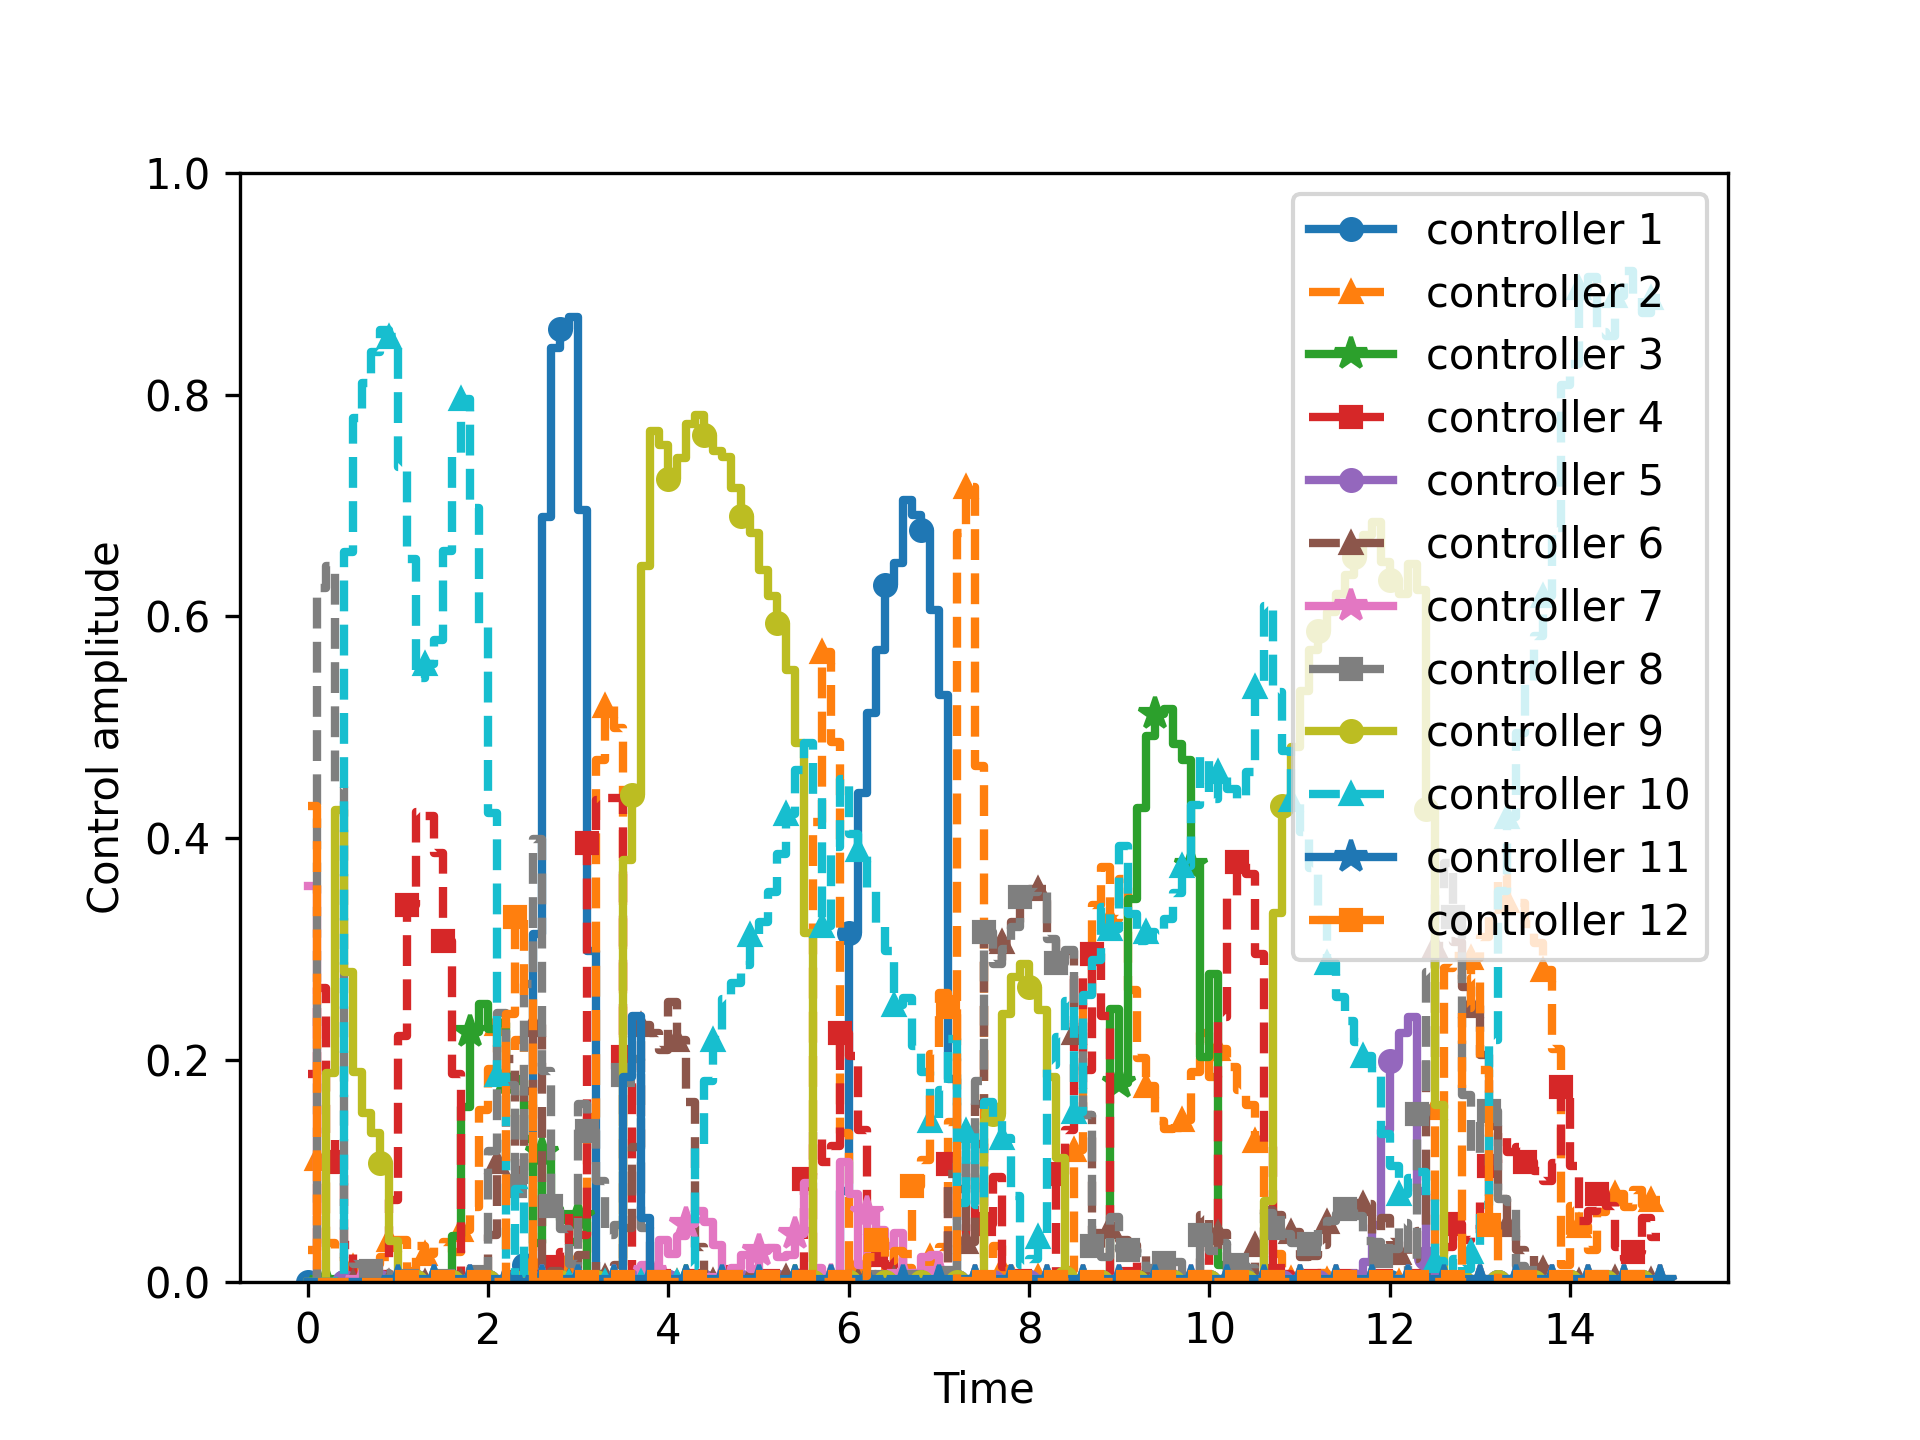 1.0
0.8
0.6
0.4
0.2
0.0
Control amplitude
0 2 4 6 8 10 12 14
Time
controller 1
controller 2
controller 3
controller 4
controller 5
controller 6
controller 7
controller 8
controller 9
controller 10
controller 11
controller 12